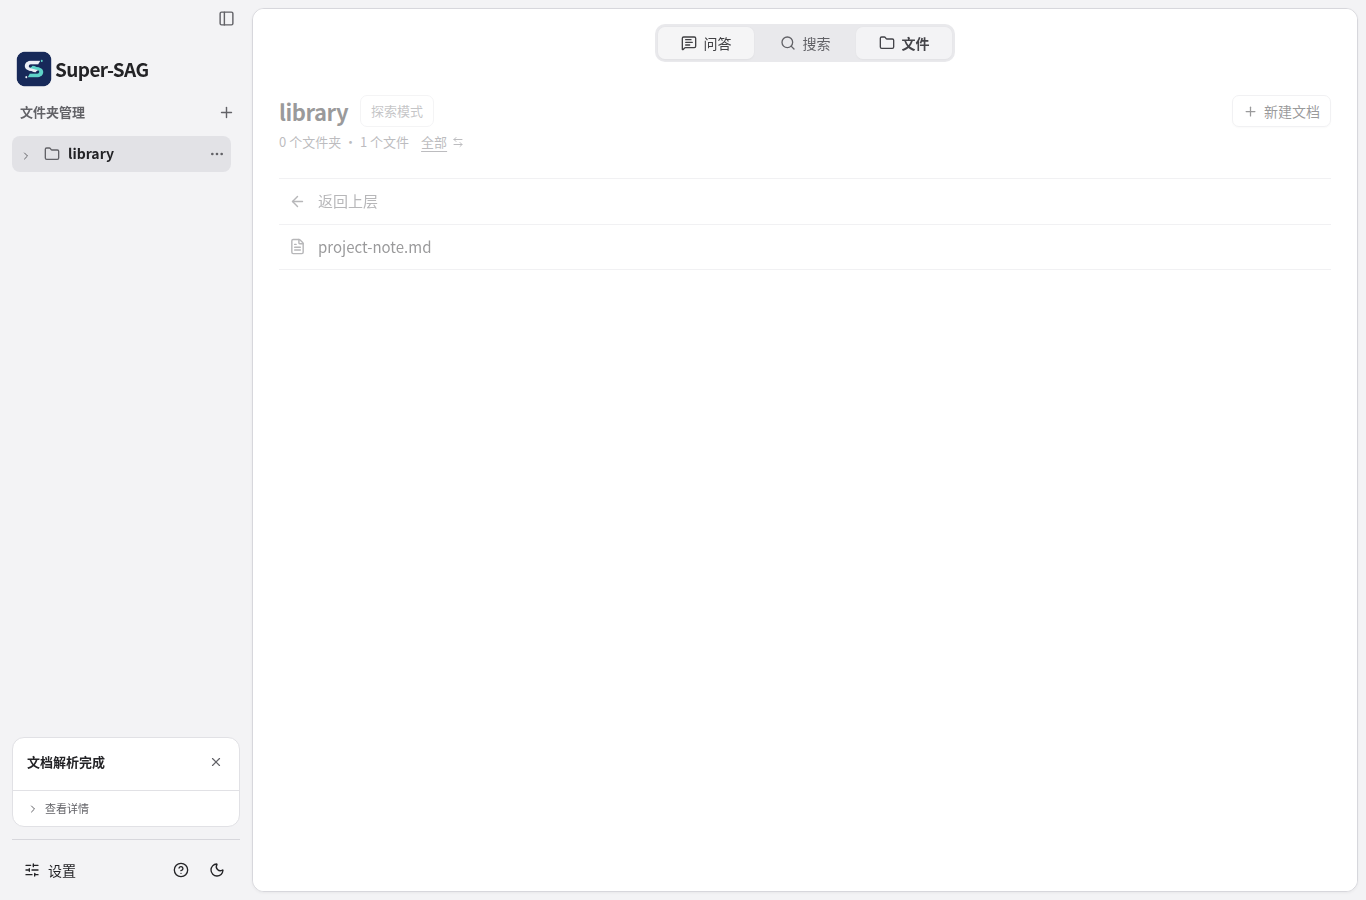 Super-SAG
文件夹管理
library
文档解析完成
查看详情
设置
问答
搜索
文件
library
探索模式
新建文档
0 个文件夹 • 1 个文件 全部
返回上层
project-note.md